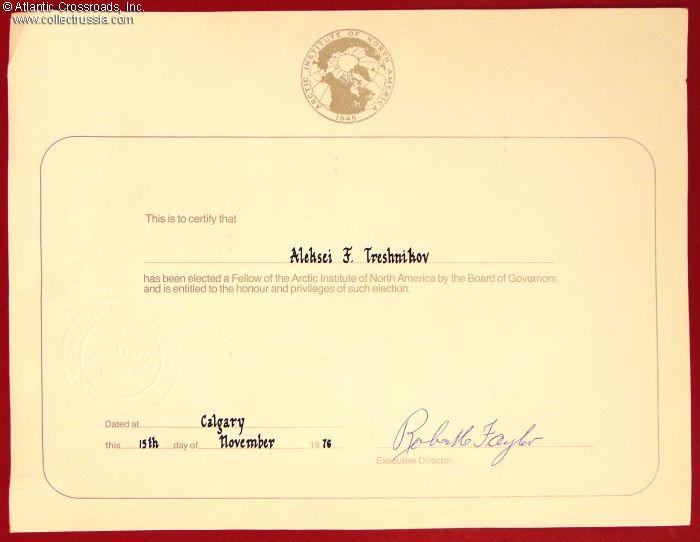 © Atlantic Crossroads, Inc.
www.collectrussia.com
ARCTIC INSTITUTE OF NORTH AMERICA
1945
This is to certify that
Aleksei F. Treshnikov
has been elected a Fellow of the Arctic Institute of North America by the Board of Governors
and is entitled to the honour and privileges of such election.
Dated at Calgary
this 15th day of November 1976
Executive Director